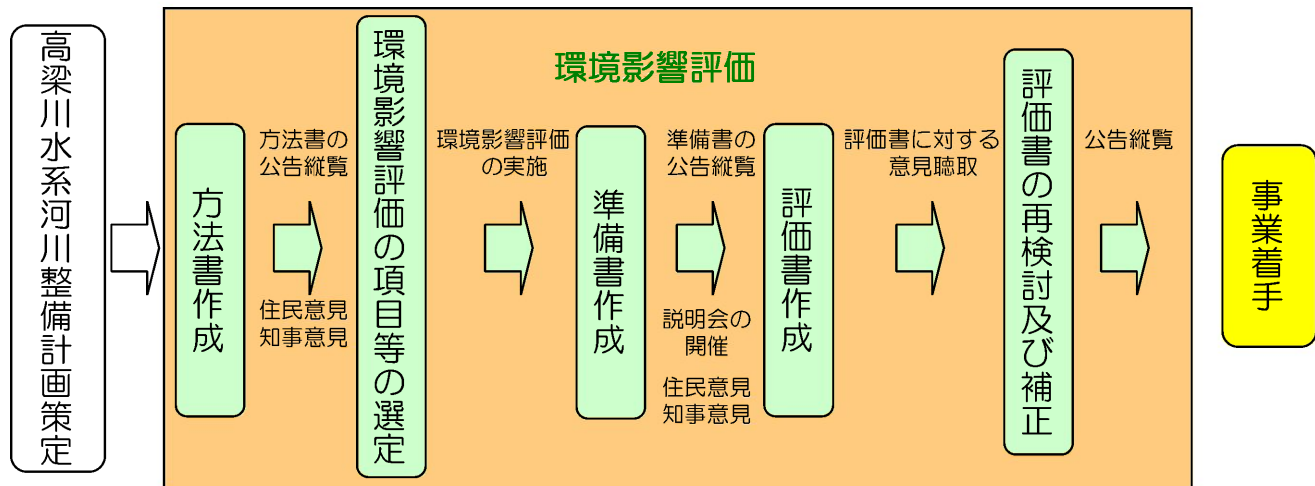 高梁川水系河川整備計画策定
環境影響評価
方法書作成
方法書の
公告縦覧
住民意見
知事意見
環境影響評価の項目等の選定
環境影響評価
の実施
準備書作成
準備書の
公告縦覧
説明会の
開催
住民意見
知事意見
評価書作成
評価書に対する
意見聴取
評価書の再検討及び補正
公告縦覧
事業着手